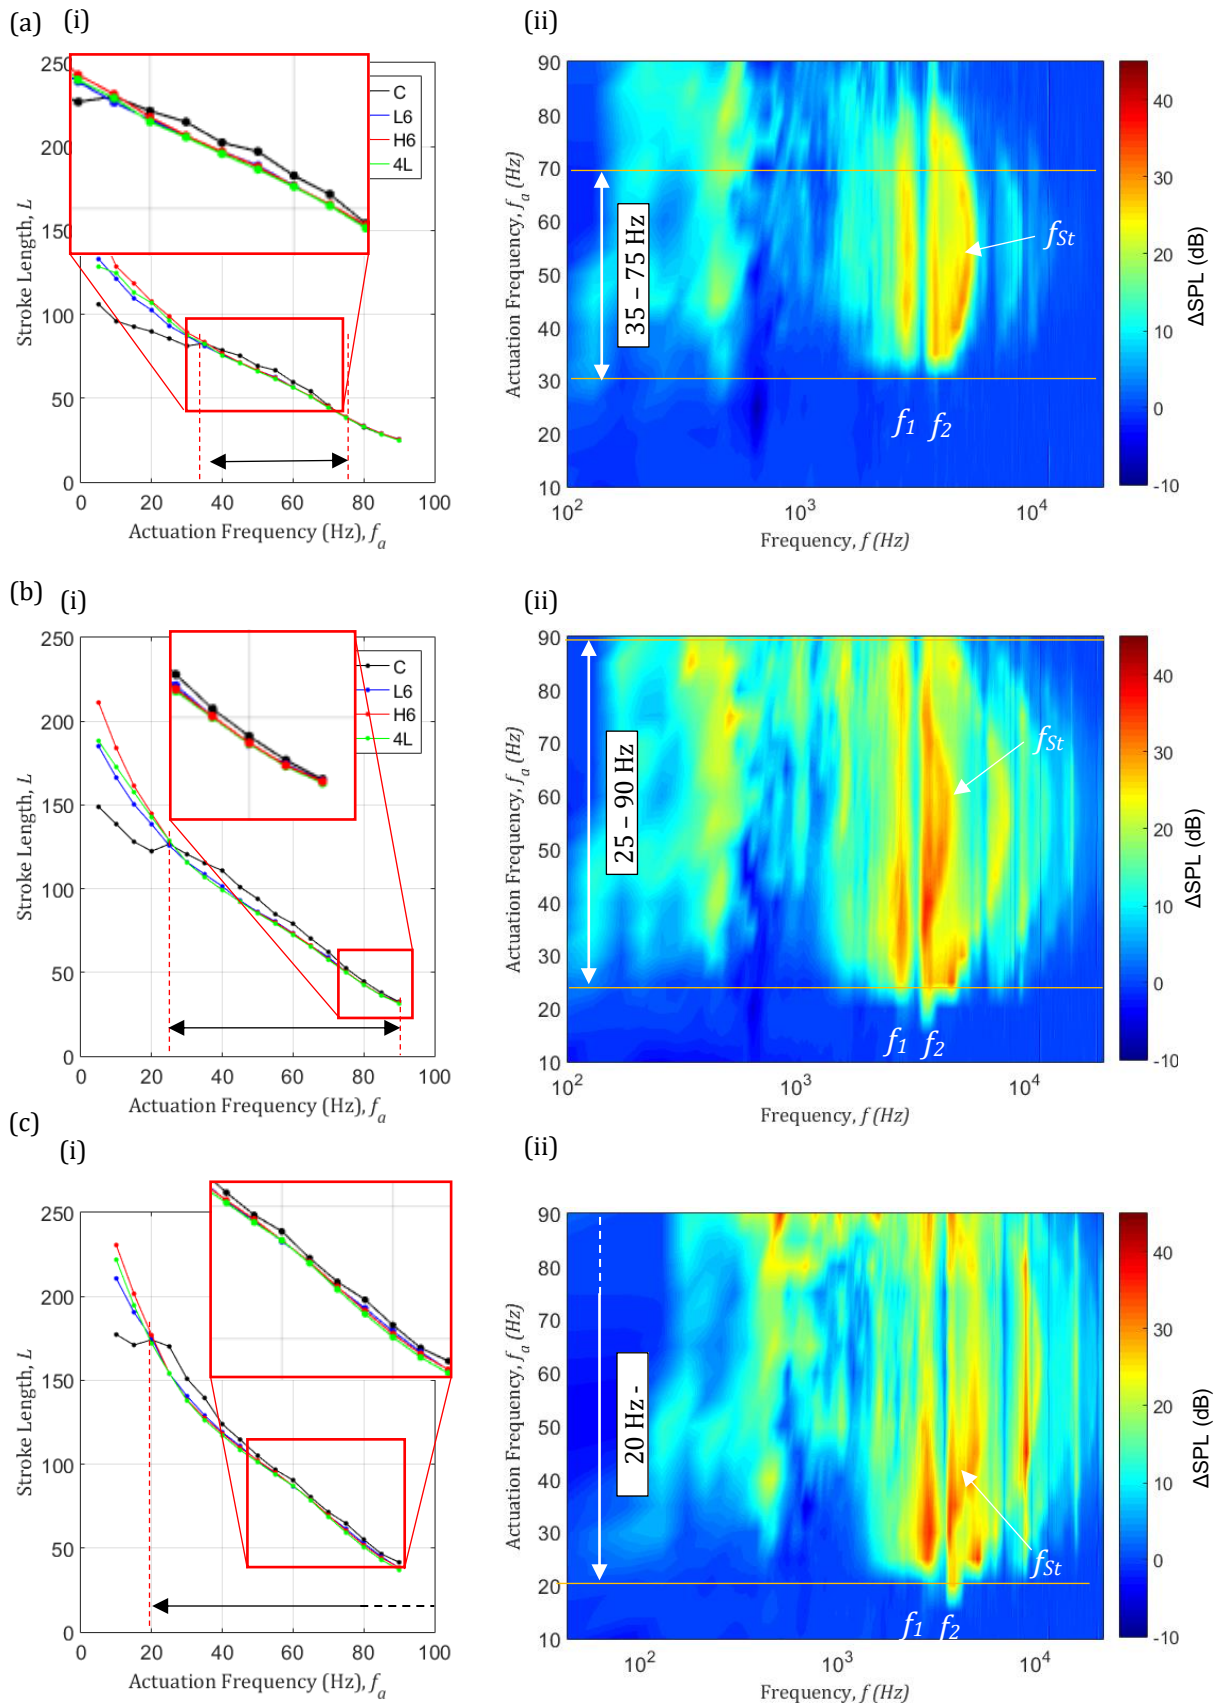 (a)
(i)
250
200
150
100
50
0
0 20 40 60 80 100
Stroke Length, L
Actuation Frequency (Hz), fₐ
C
L6
H6
4L
(ii)
90
80
70
60
50
40
30
20
10
10² 10³ 10⁴
Actuation Frequency, fₐ (Hz)
Frequency, f (Hz)
35 – 75 Hz
f_St
f₁ f₂
40
30
20
10
0
-10
ΔSPL (dB)
(b)
(i)
250
200
150
100
50
0
0 20 40 60 80 100
Stroke Length, L
Actuation Frequency (Hz), fₐ
C
L6
H6
4L
(ii)
90
80
70
60
50
40
30
20
10
10² 10³ 10⁴
Actuation Frequency, fₐ (Hz)
Frequency, f (Hz)
25 – 90 Hz
f_St
f₁ f₂
40
30
20
10
0
-10
ΔSPL (dB)
(c)
(i)
250
200
150
100
50
0
0 20 40 60 80 100
Stroke Length, L
Actuation Frequency (Hz), fₐ
(ii)
90
80
70
60
50
40
30
20
10
10² 10³ 10⁴
Actuation Frequency, fₐ (Hz)
Frequency, f (Hz)
20 Hz -
f_St
f₁ f₂
40
30
20
10
0
-10
ΔSPL (dB)